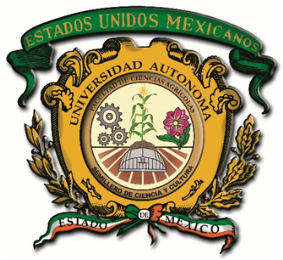 ESTADOS UNIDOS MEXICANOS
UNIVERSIDAD AUTONOMA
FACULTAD DE CIENCIAS AGRICOLAS
SEMILLERO DE CIENCIA Y CULTURA
ESTADO DE MEXICO